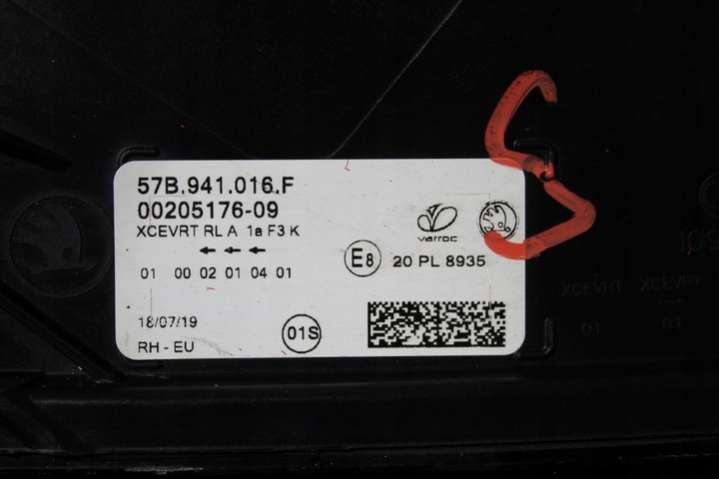 57B.941.016.F
00205176-09
XCEVRT RL A 1a F3 K
← ← ←
01 00 02 01 04 01
varroc
E8
20 PL 8935
18/07/19
01S
RH - EU
XCEVRT XCEVRT
01 01